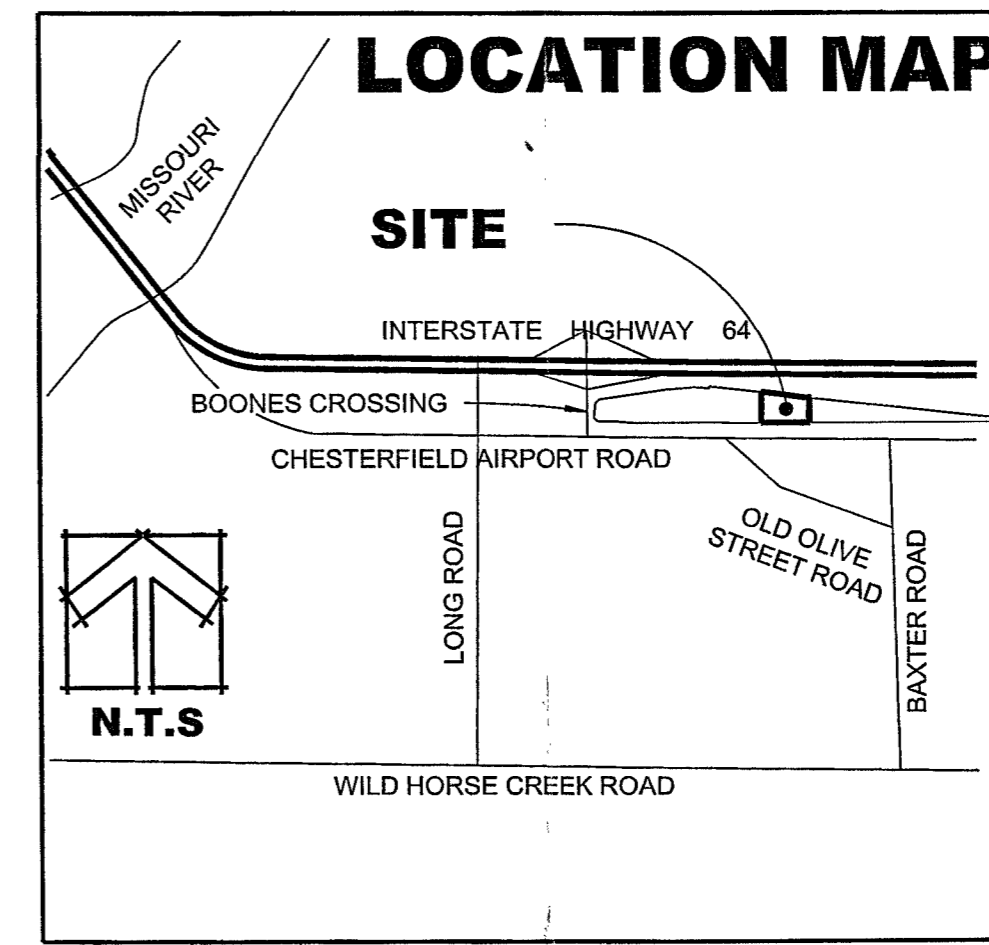 LOCATION MAP
MISSOURI
RIVER
SITE
INTERSTATE HIGHWAY 64
BOONES CROSSING
CHESTERFIELD AIRPORT ROAD
LONG ROAD
OLD OLIVE
STREET ROAD
BAXTER ROAD
N.T.S
WILD HORSE CREEK ROAD